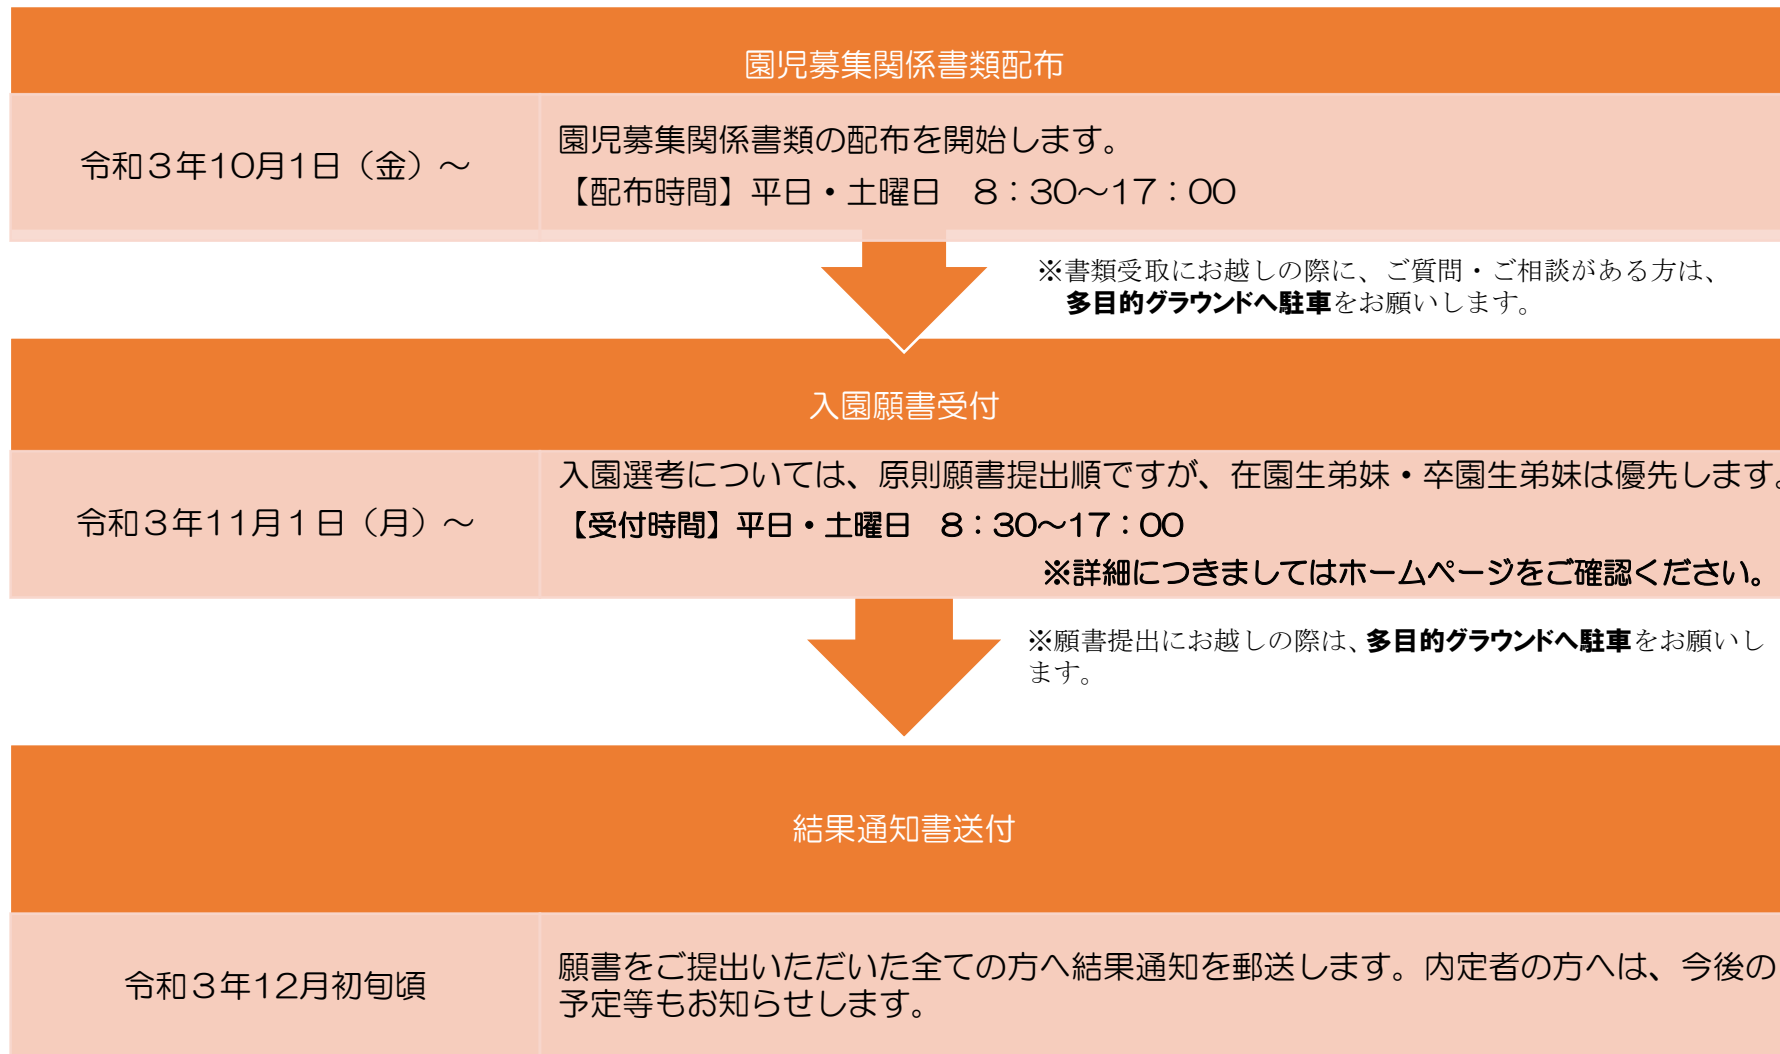 園児募集関係書類配布
令和３年10月1日（金）～
園児募集関係書類の配布を開始します。
【配布時間】平日・土曜日　８：30～17：00
※書類受取にお越しの際に、ご質問・ご相談がある方は、
多目的グラウンドへ駐車をお願いします。
入園願書受付
令和３年11月１日（月）～
入園選考については、原則願書提出順ですが、在園生弟妹・卒園生弟妹は優先します。
【受付時間】平日・土曜日　８：30～17：00
※詳細につきましてはホームページをご確認ください。
※願書提出にお越しの際は、多目的グラウンドへ駐車をお願いし
ます。
結果通知書送付
令和３年12月初旬頃
願書をご提出いただいた全ての方へ結果通知を郵送します。内定者の方へは、今後の
予定等もお知らせします。